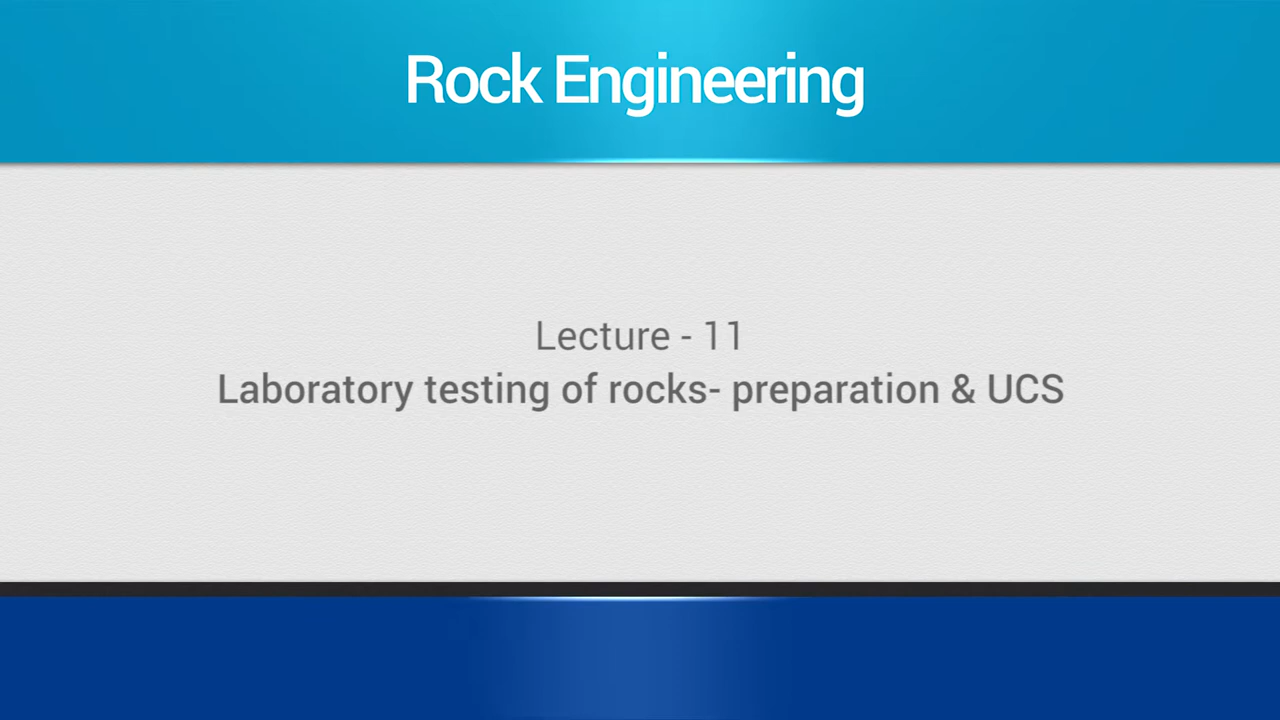 Rock Engineering
Lecture - 11
Laboratory testing of rocks- preparation & UCS